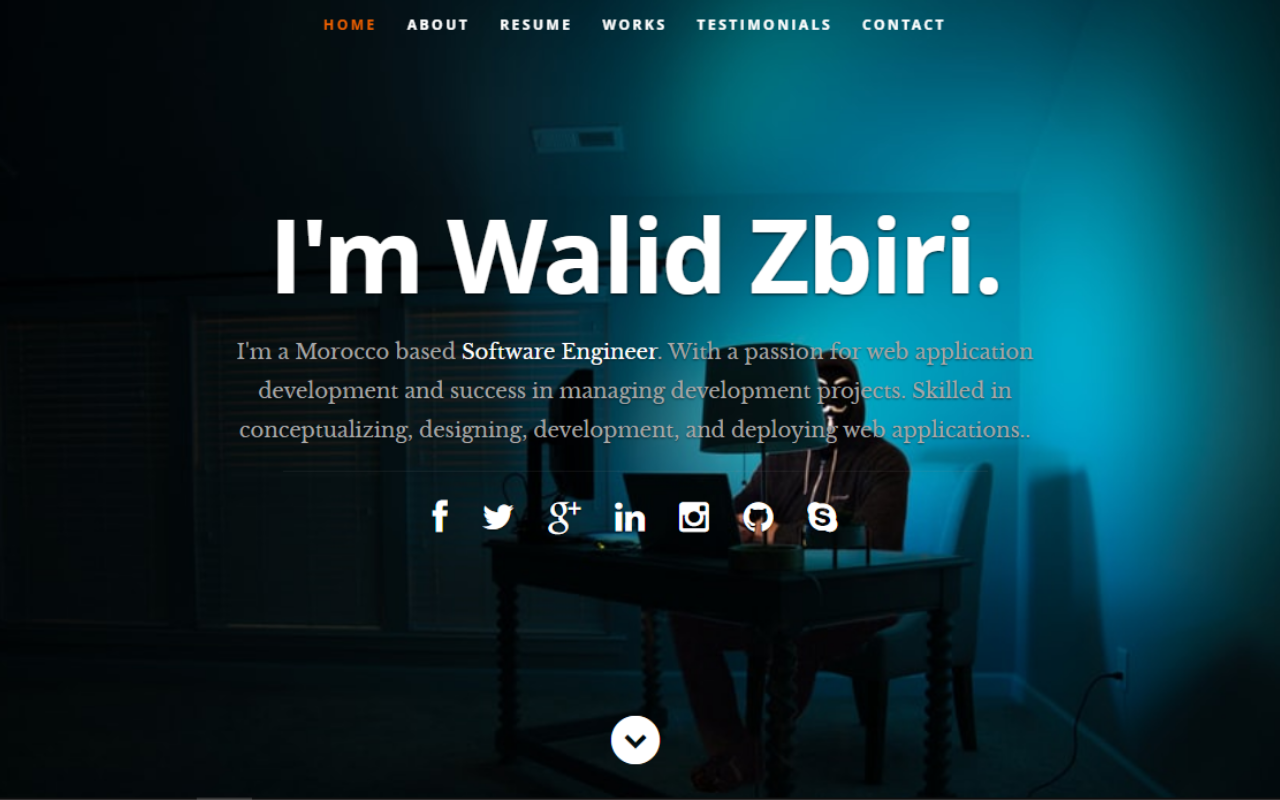 HOME ABOUT RESUME WORKS TESTIMONIALS CONTACT
I'm Walid Zbiri.
I'm a Morocco based Software Engineer. With a passion for web application
development and success in managing development projects. Skilled in
conceptualizing, designing, development, and deploying web applications..